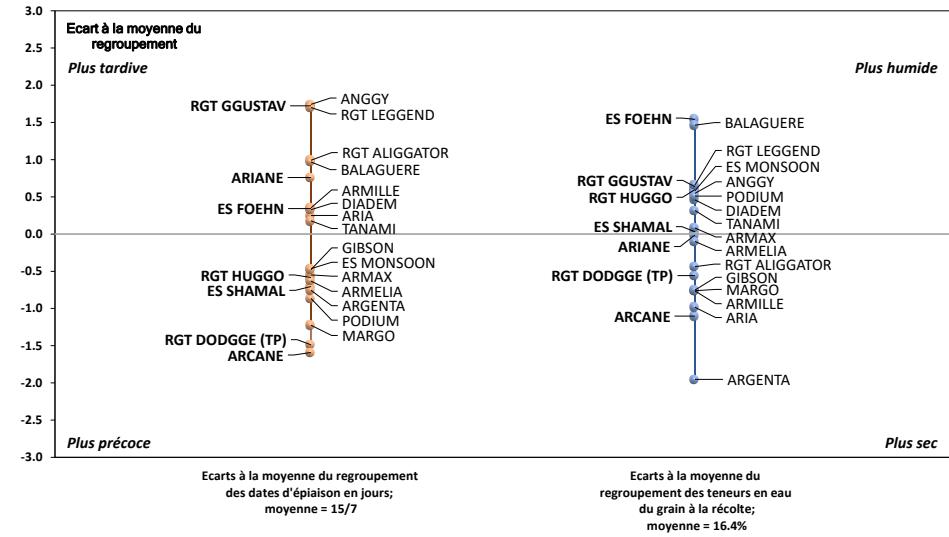 3.0
Ecart à la moyenne du
regroupement
2.5
Plus tardive
Plus humide
2.0
RGT GGUSTAV
ANGGY
RGT LEGGEND
ES FOEHN
BALAGUERE
1.5
RGT ALIGGATOR
BALAGUERE
RGT LEGGEND
ES MONSOON
1.0
ARIANE
RGT GGUSTAV
ANGGY
RGT HUGGO
PODIUM
0.5
ES FOEHN
ARMILLE
DIADEM
ARIA
TANAMI
DIADEM
TANAMI
ES SHAMAL
ARMAX
0.0
GIBSON
ARIANE
ARMELIA
ES MONSOON
RGT ALIGGATOR
-0.5
RGT HUGGO
ARMAX
RGT DODGGE (TP)
GIBSON
ES SHAMAL
ARMELIA
MARGO
ARGENTA
ARMILLE
-1.0
PODIUM
ARCANE
ARIA
MARGO
-1.5
RGT DODGGE (TP)
ARCANE
-2.0
ARGENTA
-2.5
Plus précoce
Plus sec
-3.0
Ecarts à la moyenne du regroupement
des dates d'épiaison en jours;
moyenne = 15/7
Ecarts à la moyenne du
regroupement des teneurs en eau
du grain à la récolte;
moyenne = 16.4%